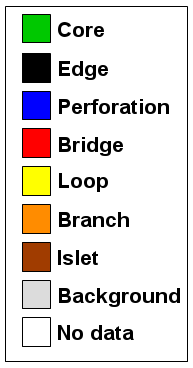 Core
Edge
Perforation
Bridge
Loop
Branch
Islet
Background
No data